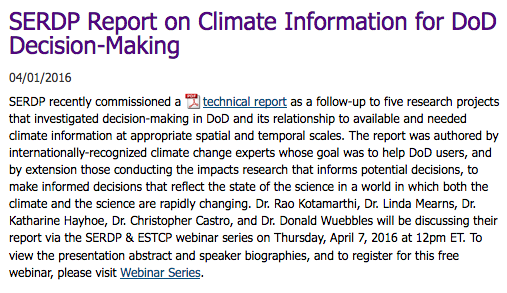 SERDP Report on Climate Information for DoD
Decision-Making
04/01/2016
SERDP recently commissioned a technical report as a follow-up to five research projects
that investigated decision-making in DoD and its relationship to available and needed
climate information at appropriate spatial and temporal scales. The report was authored by
internationally-recognized climate change experts whose goal was to help DoD users, and
by extension those conducting the impacts research that informs potential decisions, to
make informed decisions that reflect the state of the science in a world in which both the
climate and the science are rapidly changing. Dr. Rao Kotamarthi, Dr. Linda Mearns, Dr.
Katharine Hayhoe, Dr. Christopher Castro, and Dr. Donald Wuebbles will be discussing their
report via the SERDP & ESTCP webinar series on Thursday, April 7, 2016 at 12pm ET. To
view the presentation abstract and speaker biographies, and to register for this free
webinar, please visit Webinar Series.